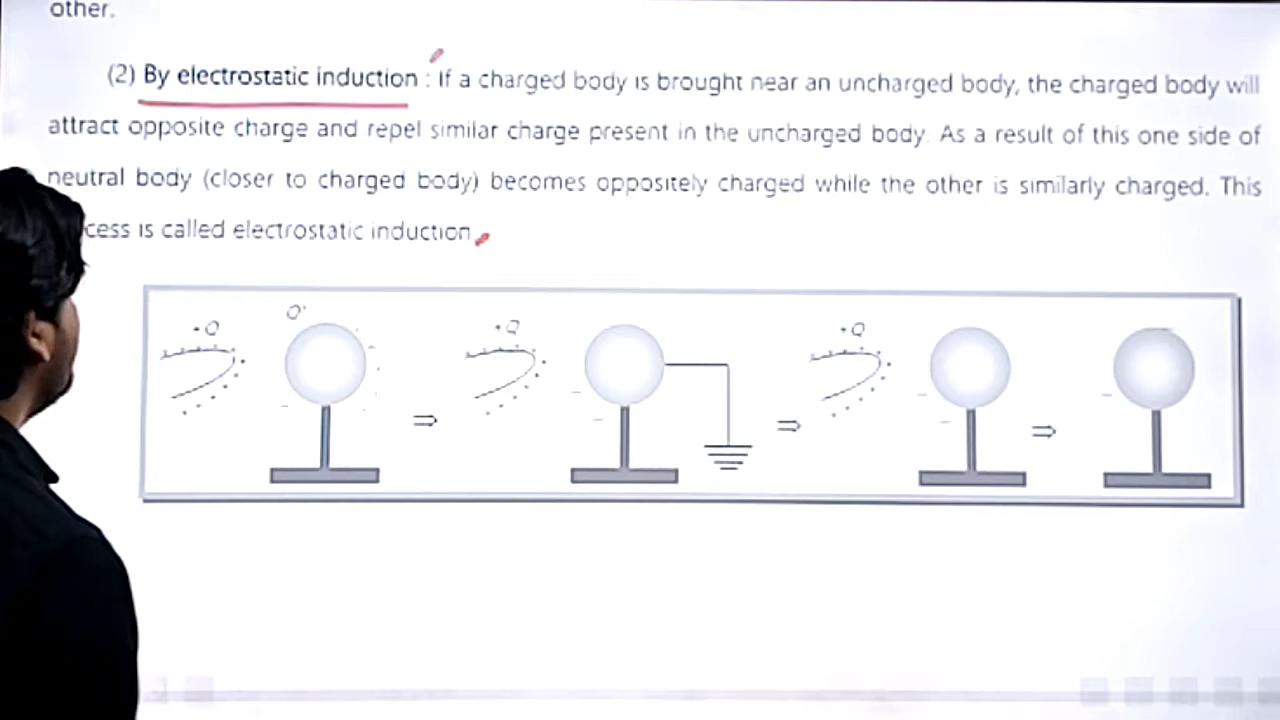 other.
(2) By electrostatic induction : If a charged body is brought near an uncharged body, the charged body will
attract opposite charge and repel similar charge present in the uncharged body. As a result of this one side of
neutral body (closer to charged body) becomes oppositely charged while the other is similarly charged. This
cess is called electrostatic induction
+Q
+Q
+Q
⇒
⇒
⇒